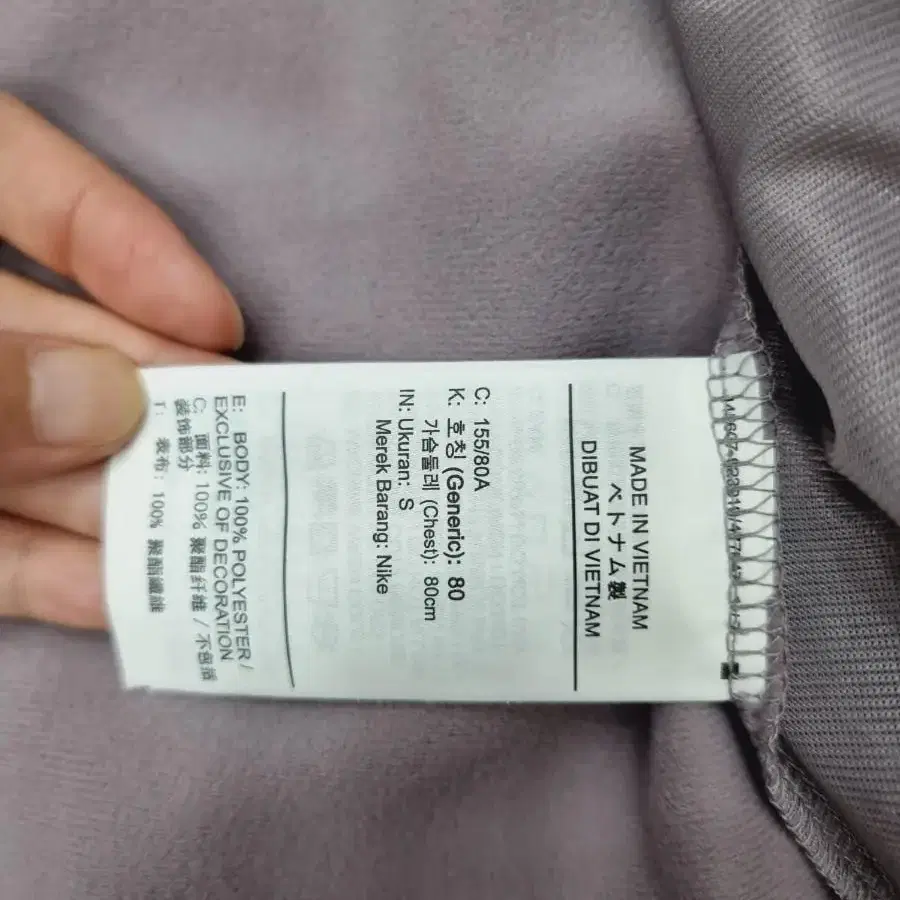 MADE IN VIETNAM
ベトナム製
DIBUAT DI VIETNAM
C: 155/80A
K: 호칭 (Generic): 80
가슴둘레 (Chest): 80cm
IN: Ukuran: S
Merek Barang: Nike
E: BODY: 100% POLYESTER /
EXCLUSIVE OF DECORATION
C: 面料: 100% 聚酯纤维 / 不包括
装饰部分
T: 表布: 100% 聚酯纖維